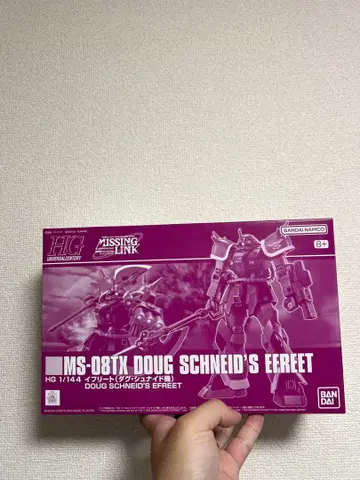 HG
UNIVERSAL CENTURY
MISSING LINK
BANDAI NAMCO
8+
MS-08TX DOUG SCHNEID'S EFREET
HG 1/144 イフリート(ダグ・シュナイド機)
DOUG SCHNEID'S EFREET
BANDAI